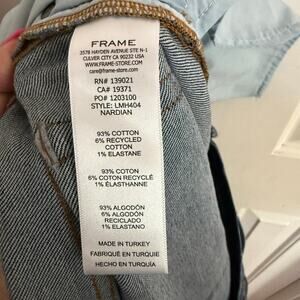 FRAME
3578 HAYDEN AVENUE STE N-1
CULVER CITY CA 90232 USA
WWW.FRAME-STORE.COM
care@frame-store.com
RN# 139021
CA# 19371
PO# 1203100
STYLE: LMH404
NARDIAN
93% COTTON
6% RECYCLED
COTTON
1% ELASTANE
93% COTON
6% COTON RECYCLÉ
1% ÉLASTHANNE
93% ALGODÓN
6% ALGODÓN
RECICLADO
1% ELASTANO
MADE IN TURKEY
FABRIQUÉ EN TURQUIE
HECHO EN TURQUÍA